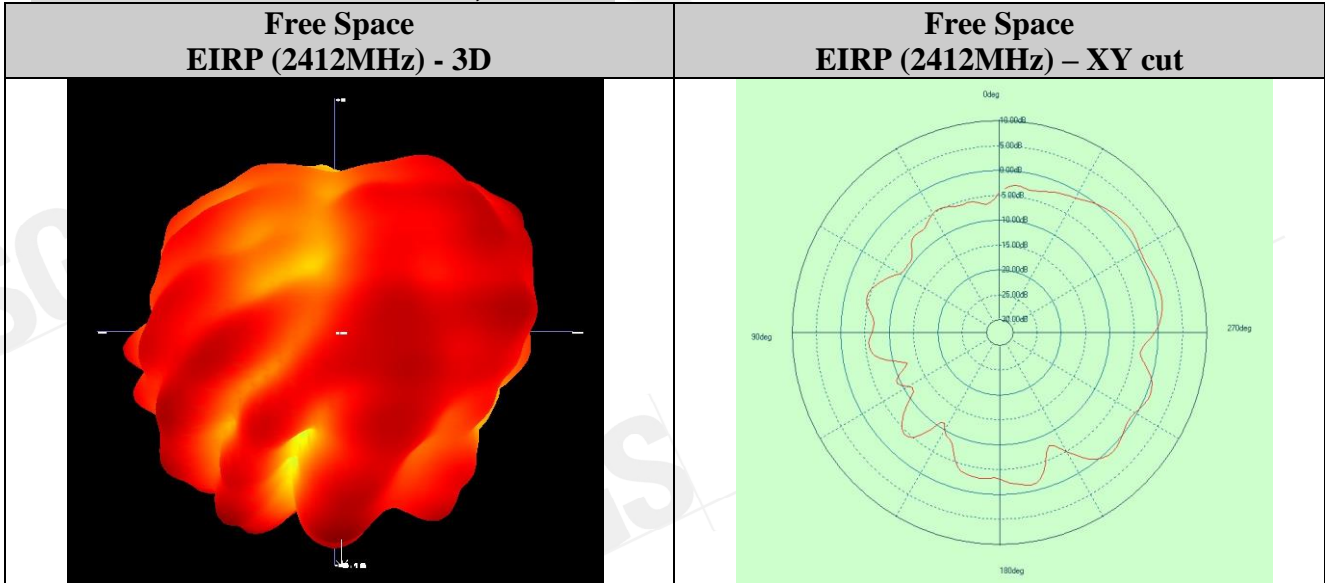 Free Space
EIRP (2412MHz) - 3D
Free Space
EIRP (2412MHz) – XY cut
0deg
10.00dB
5.00dB
0.00dB
-5.00dB
-10.00dB
-15.00dB
-20.00dB
-25.00dB
-30.00dB
90deg
270deg
180deg